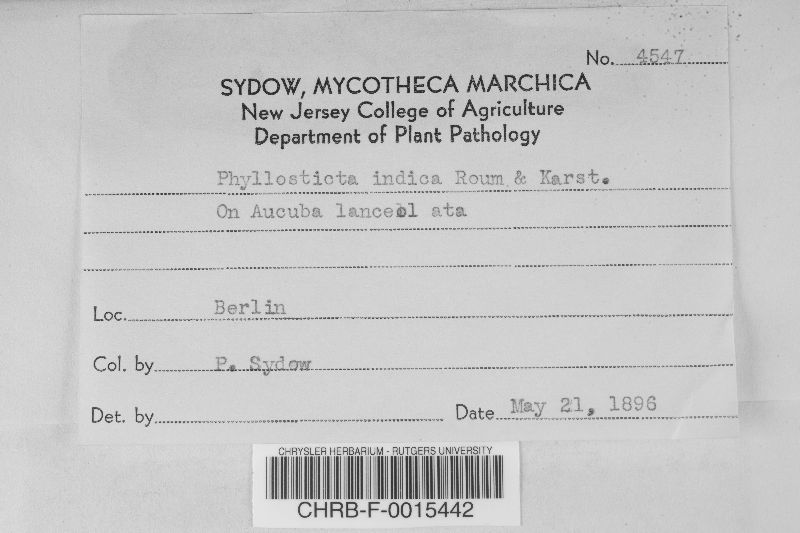 No. 4547
SYDOW, MYCOTHECA MARCHICA
New Jersey College of Agriculture
Department of Plant Pathology
Phyllosticta indica Roum & Karst.
On Aucuba lanceol ata
Loc. Berlin
Col. by P. Sydow
Det. by
Date May 21, 1896
CHRYSLER HERBARIUM - RUTGERS UNIVERSITY
CHRB-F-0015442